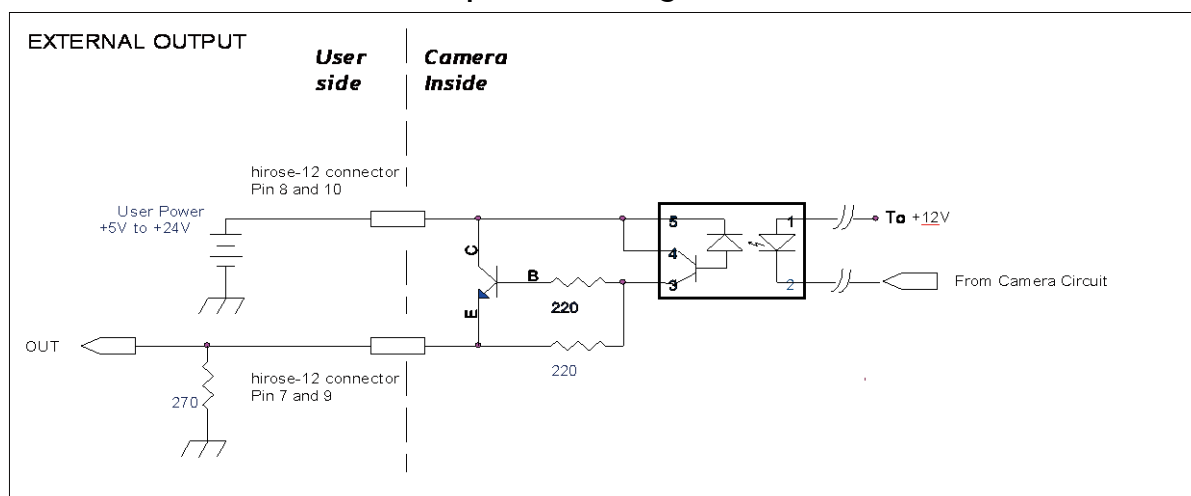 EXTERNAL OUTPUT
User side
Camera Inside
hirose-12 connector
Pin 8 and 10
User Power
+5V to +24V
5
1
To +12V
C
4
B
3
2
From Camera Circuit
E
220
OUT
220
hirose-12 connector
Pin 7 and 9
270